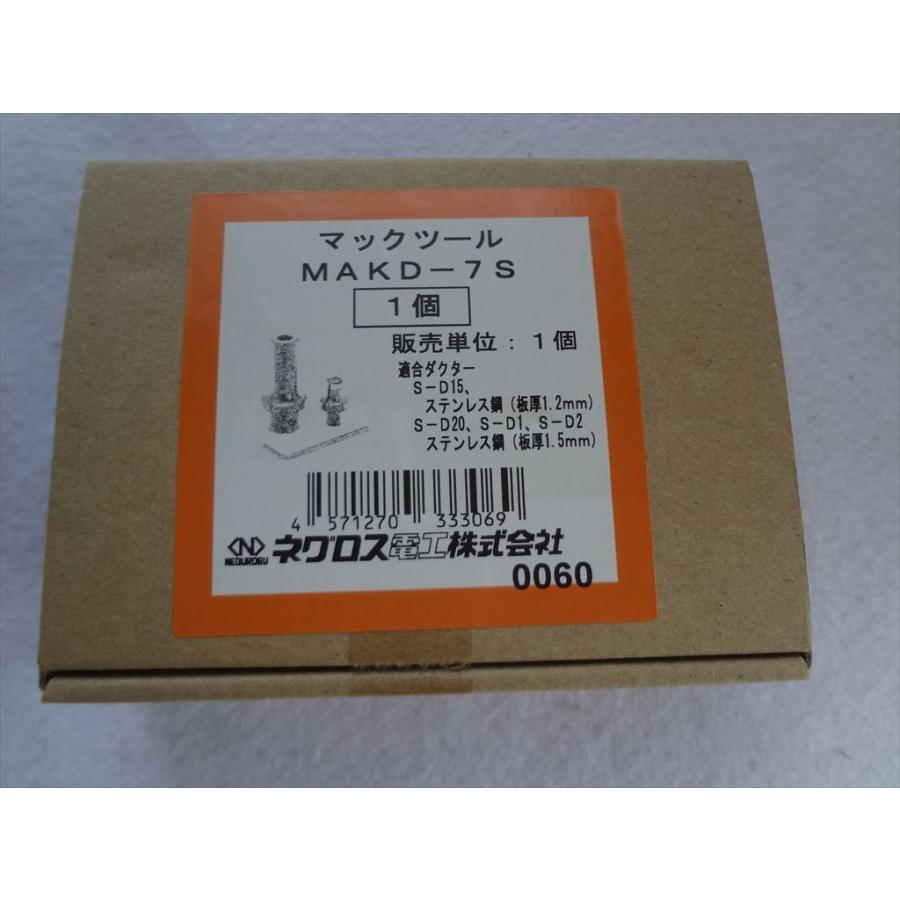 マックツール
MAKD-7S
1個
販売単位：1個
適合ダクター
S-D15、
ステンレス鋼（板厚1.2mm）
S-D20、S-D1、S-D2
ステンレス鋼（板厚1.5mm）
4 571270 333069
NEGUROSU ネグロス電工株式会社
0060